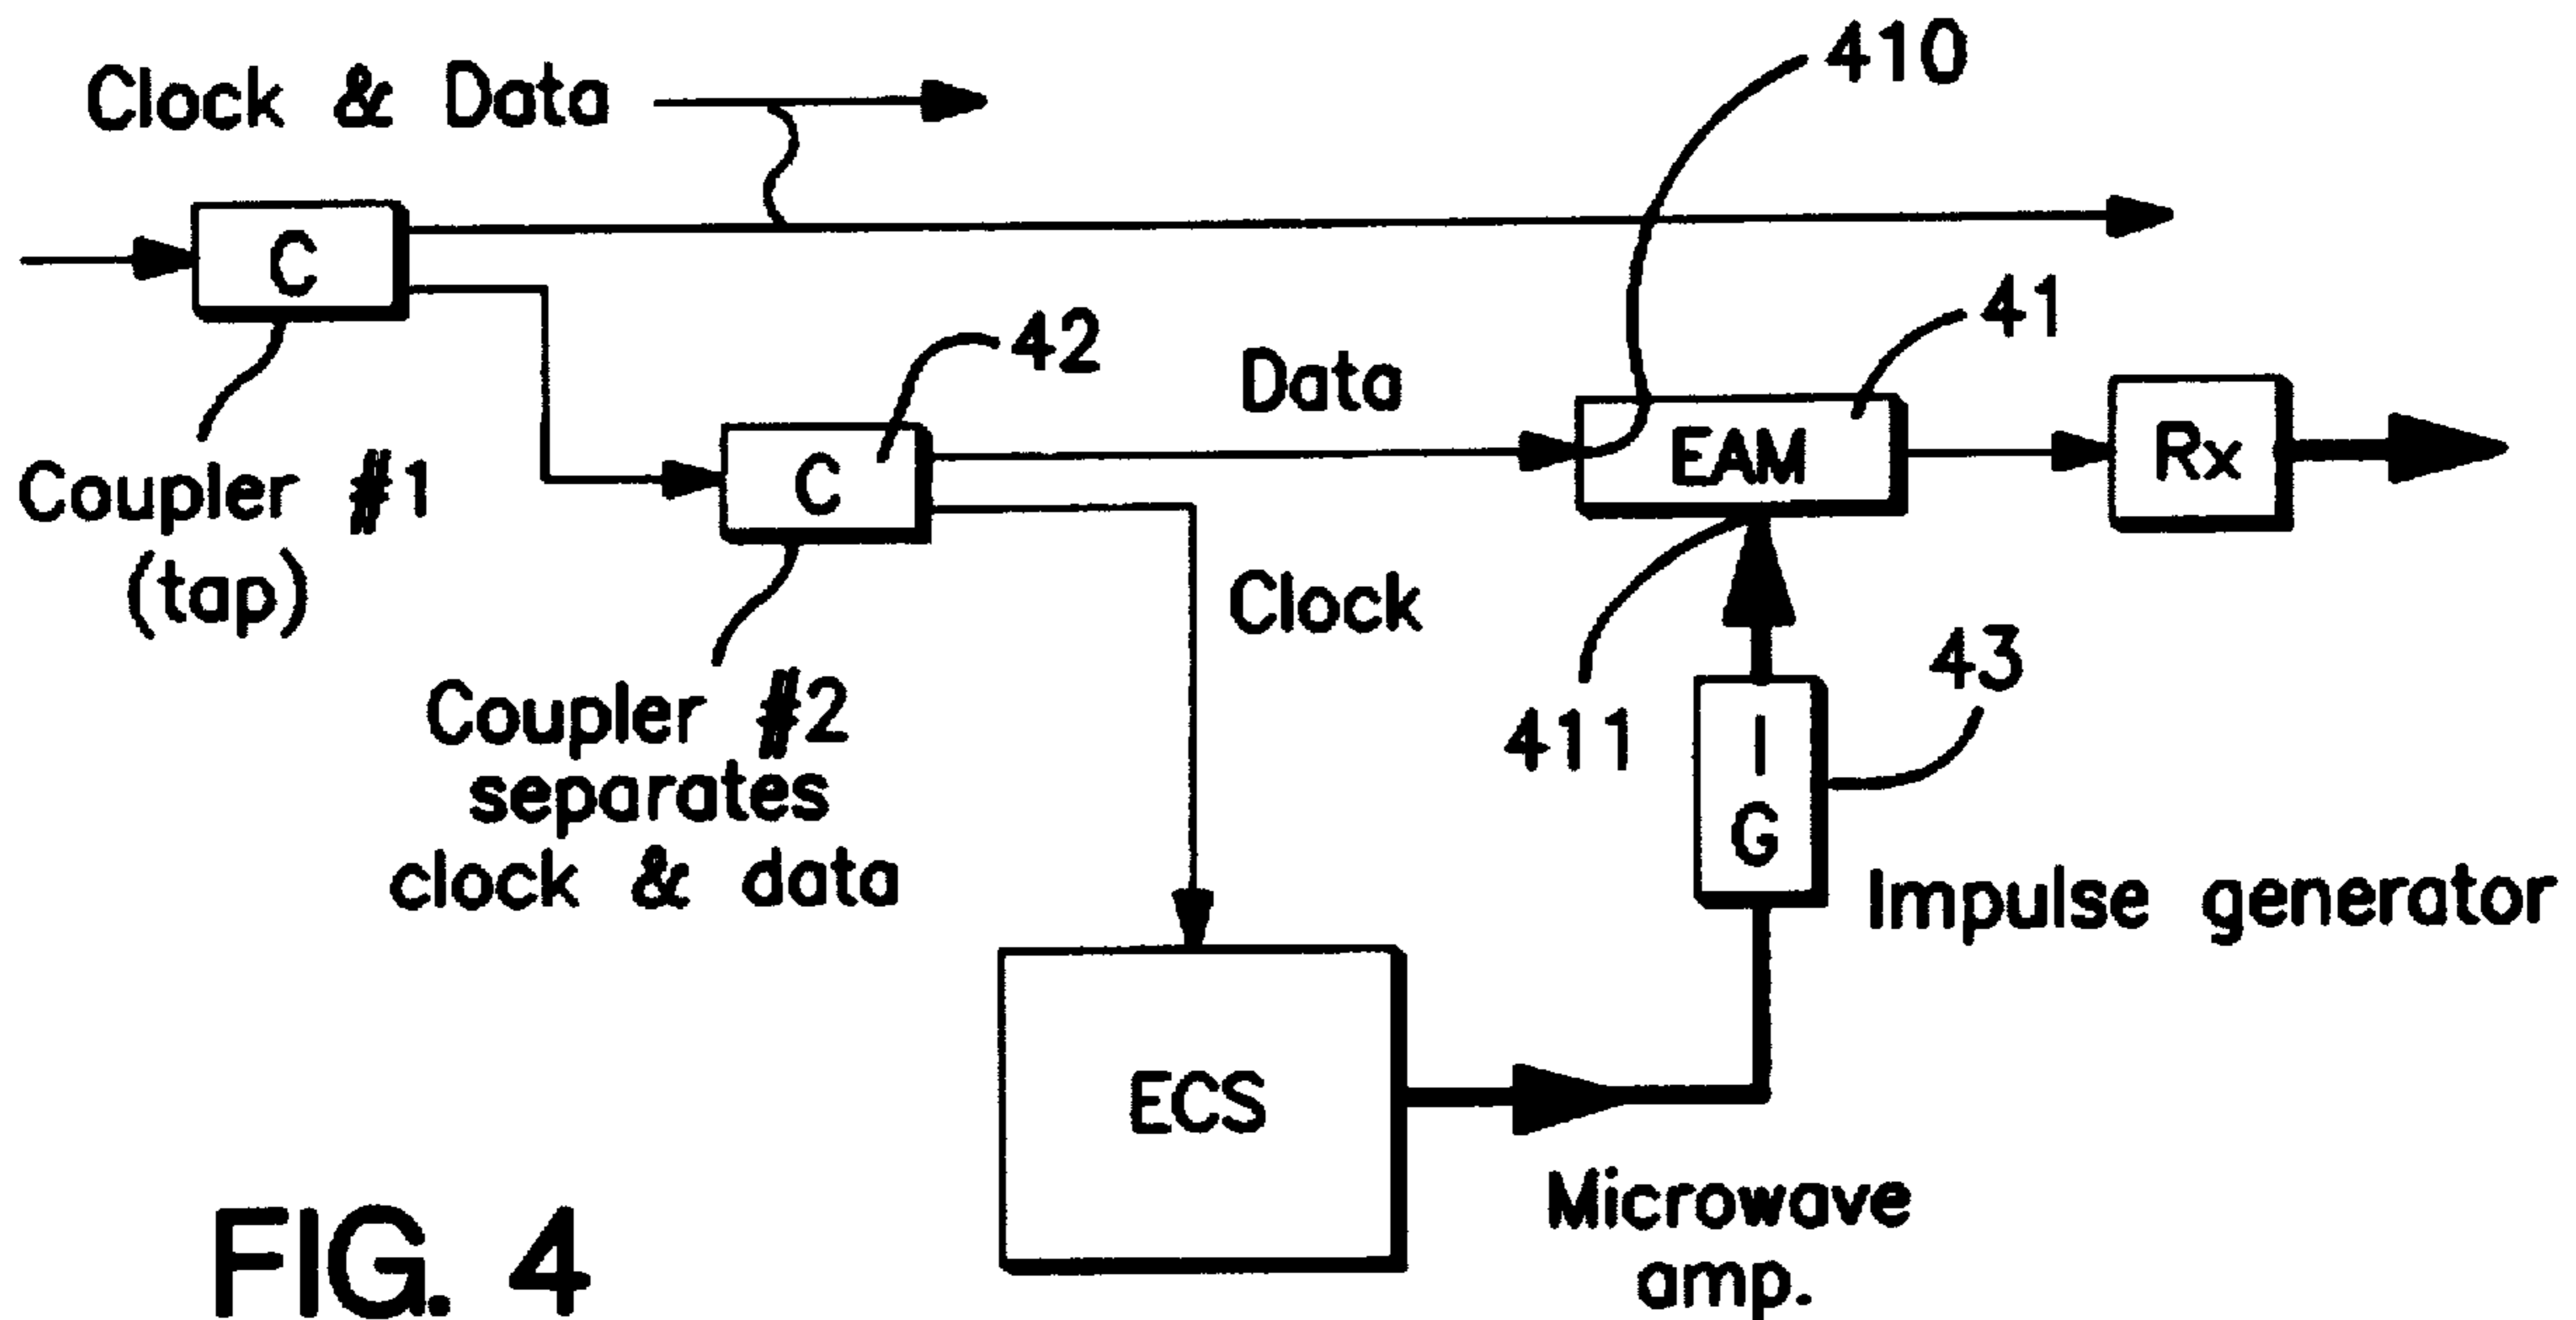 Clock & Data
410
C
41
42
Data
EAM
Rx
Coupler #1
(tap)
C
Clock
43
Coupler #2
separates
clock & data
411
I
G
Impulse generator
ECS
Microwave
amp.
FIG. 4